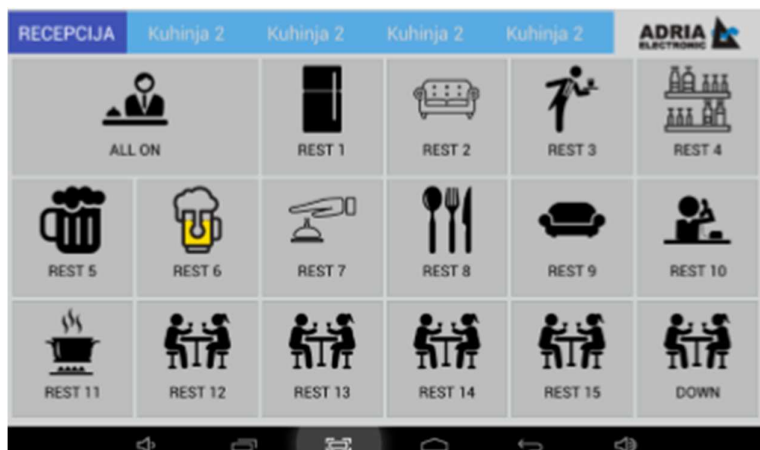 RECEPCIJA Kuhinja 2 Kuhinja 2 Kuhinja 2 Kuhinja 2 ADRIA
ELECTRONIC
ALL ON REST 1 REST 2 REST 3 REST 4
REST 5 REST 6 REST 7 REST 8 REST 9 REST 10
REST 11 REST 12 REST 13 REST 14 REST 15 DOWN